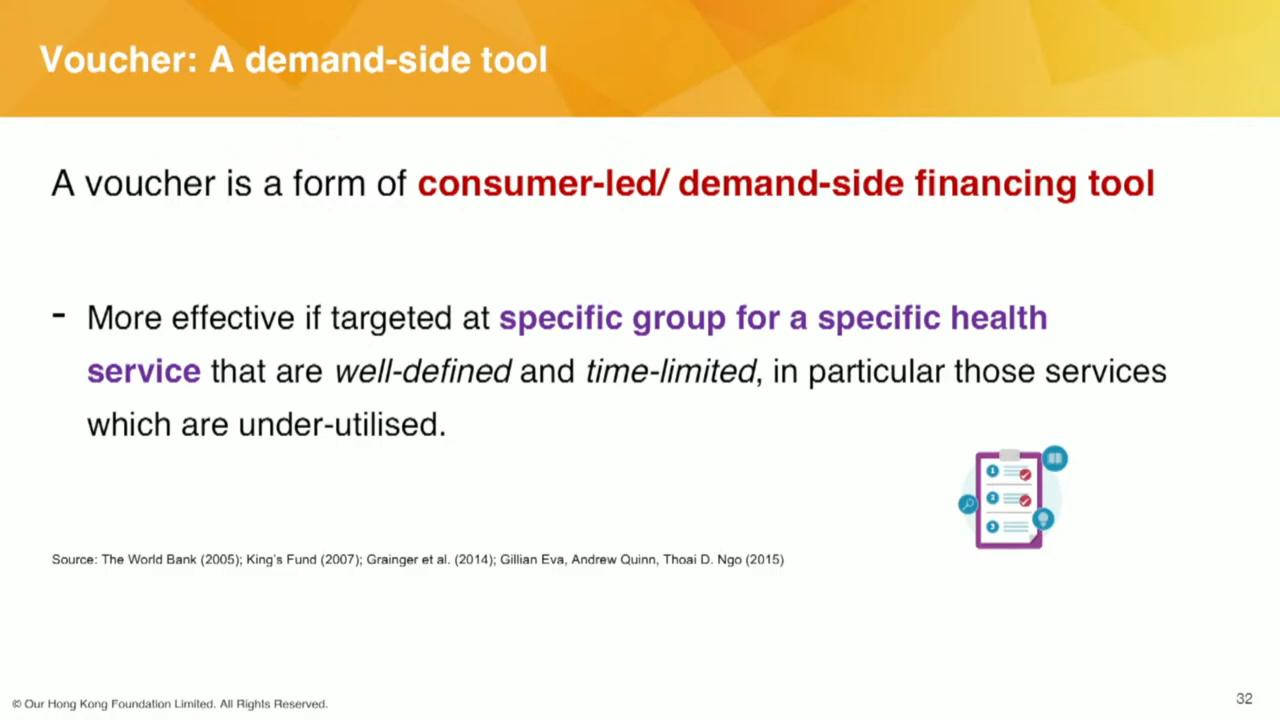 Voucher: A demand-side tool
A voucher is a form of consumer-led/ demand-side financing tool
- More effective if targeted at specific group for a specific health
service that are well-defined and time-limited, in particular those services
which are under-utilised.
1
2
3
Source: The World Bank (2005); King's Fund (2007); Grainger et al. (2014); Gillian Eva, Andrew Quinn, Thoai D. Ngo (2015)
© Our Hong Kong Foundation Limited. All Rights Reserved.
32